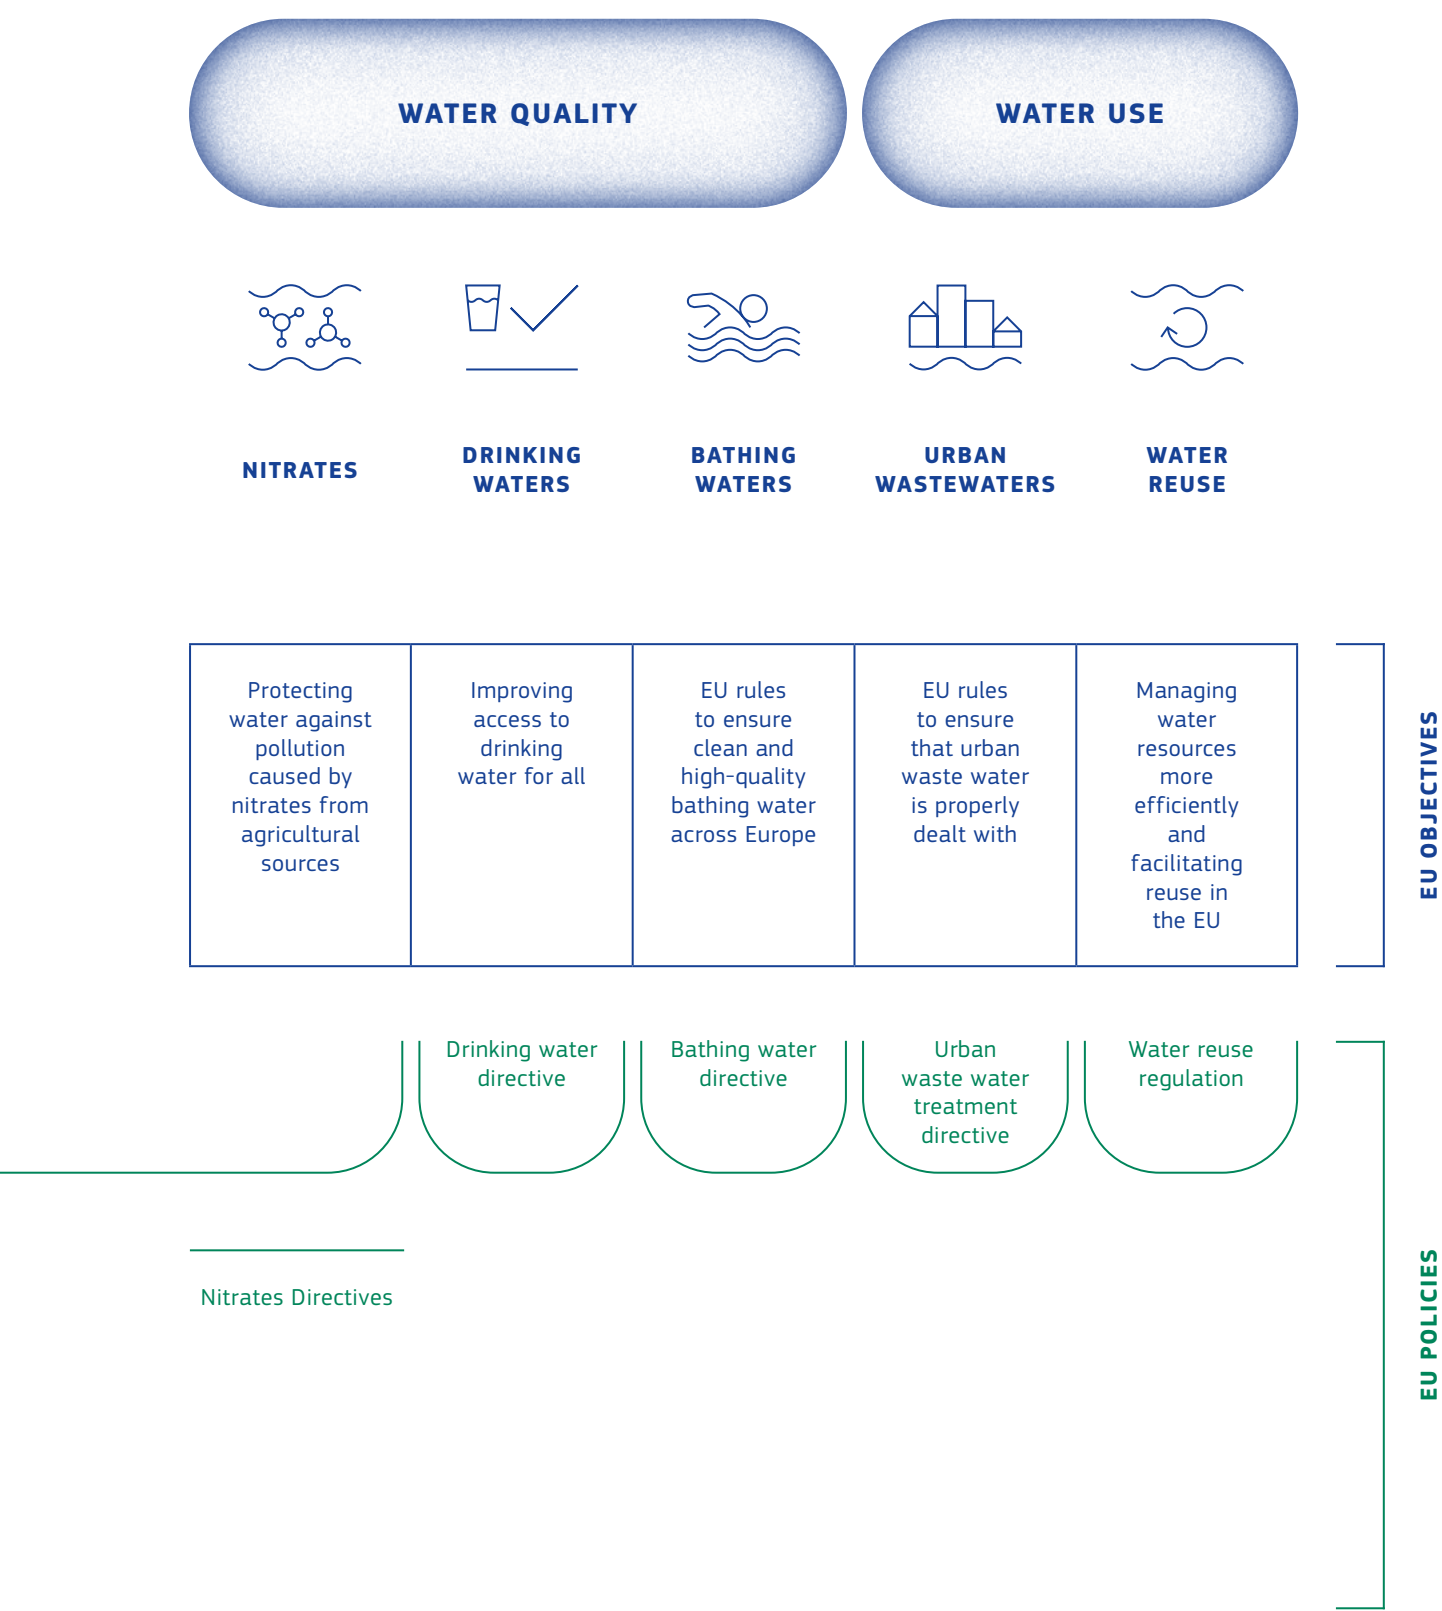 WATER QUALITY
WATER USE
NITRATES
DRINKING
WATERS
BATHING
WATERS
URBAN
WASTEWATERS
WATER
REUSE
Protecting
water against
pollution
caused by
nitrates from
agricultural
sources
Improving
access to
drinking
water for all
EU rules
to ensure
clean and
high-quality
bathing water
across Europe
EU rules
to ensure
that urban
waste water
is properly
dealt with
Managing
water
resources
more
efficiently
and
facilitating
reuse in
the EU
EU OBJECTIVES
Drinking water
directive
Bathing water
directive
Urban
waste water
treatment
directive
Water reuse
regulation
Nitrates Directives
EU POLICIES